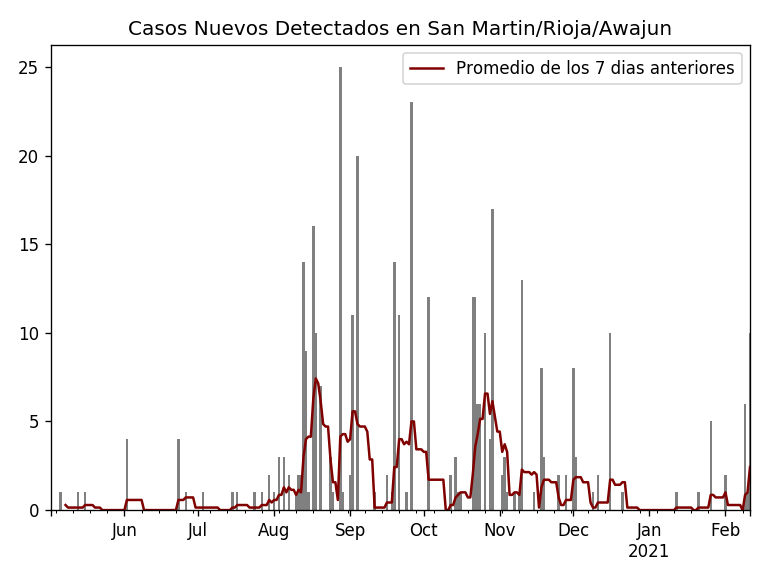 Casos Nuevos Detectados en San Martin/Rioja/Awajun
Promedio de los 7 dias anteriores
25
20
15
10
5
0
Jun Jul Aug Sep Oct Nov Dec Jan Feb
2021